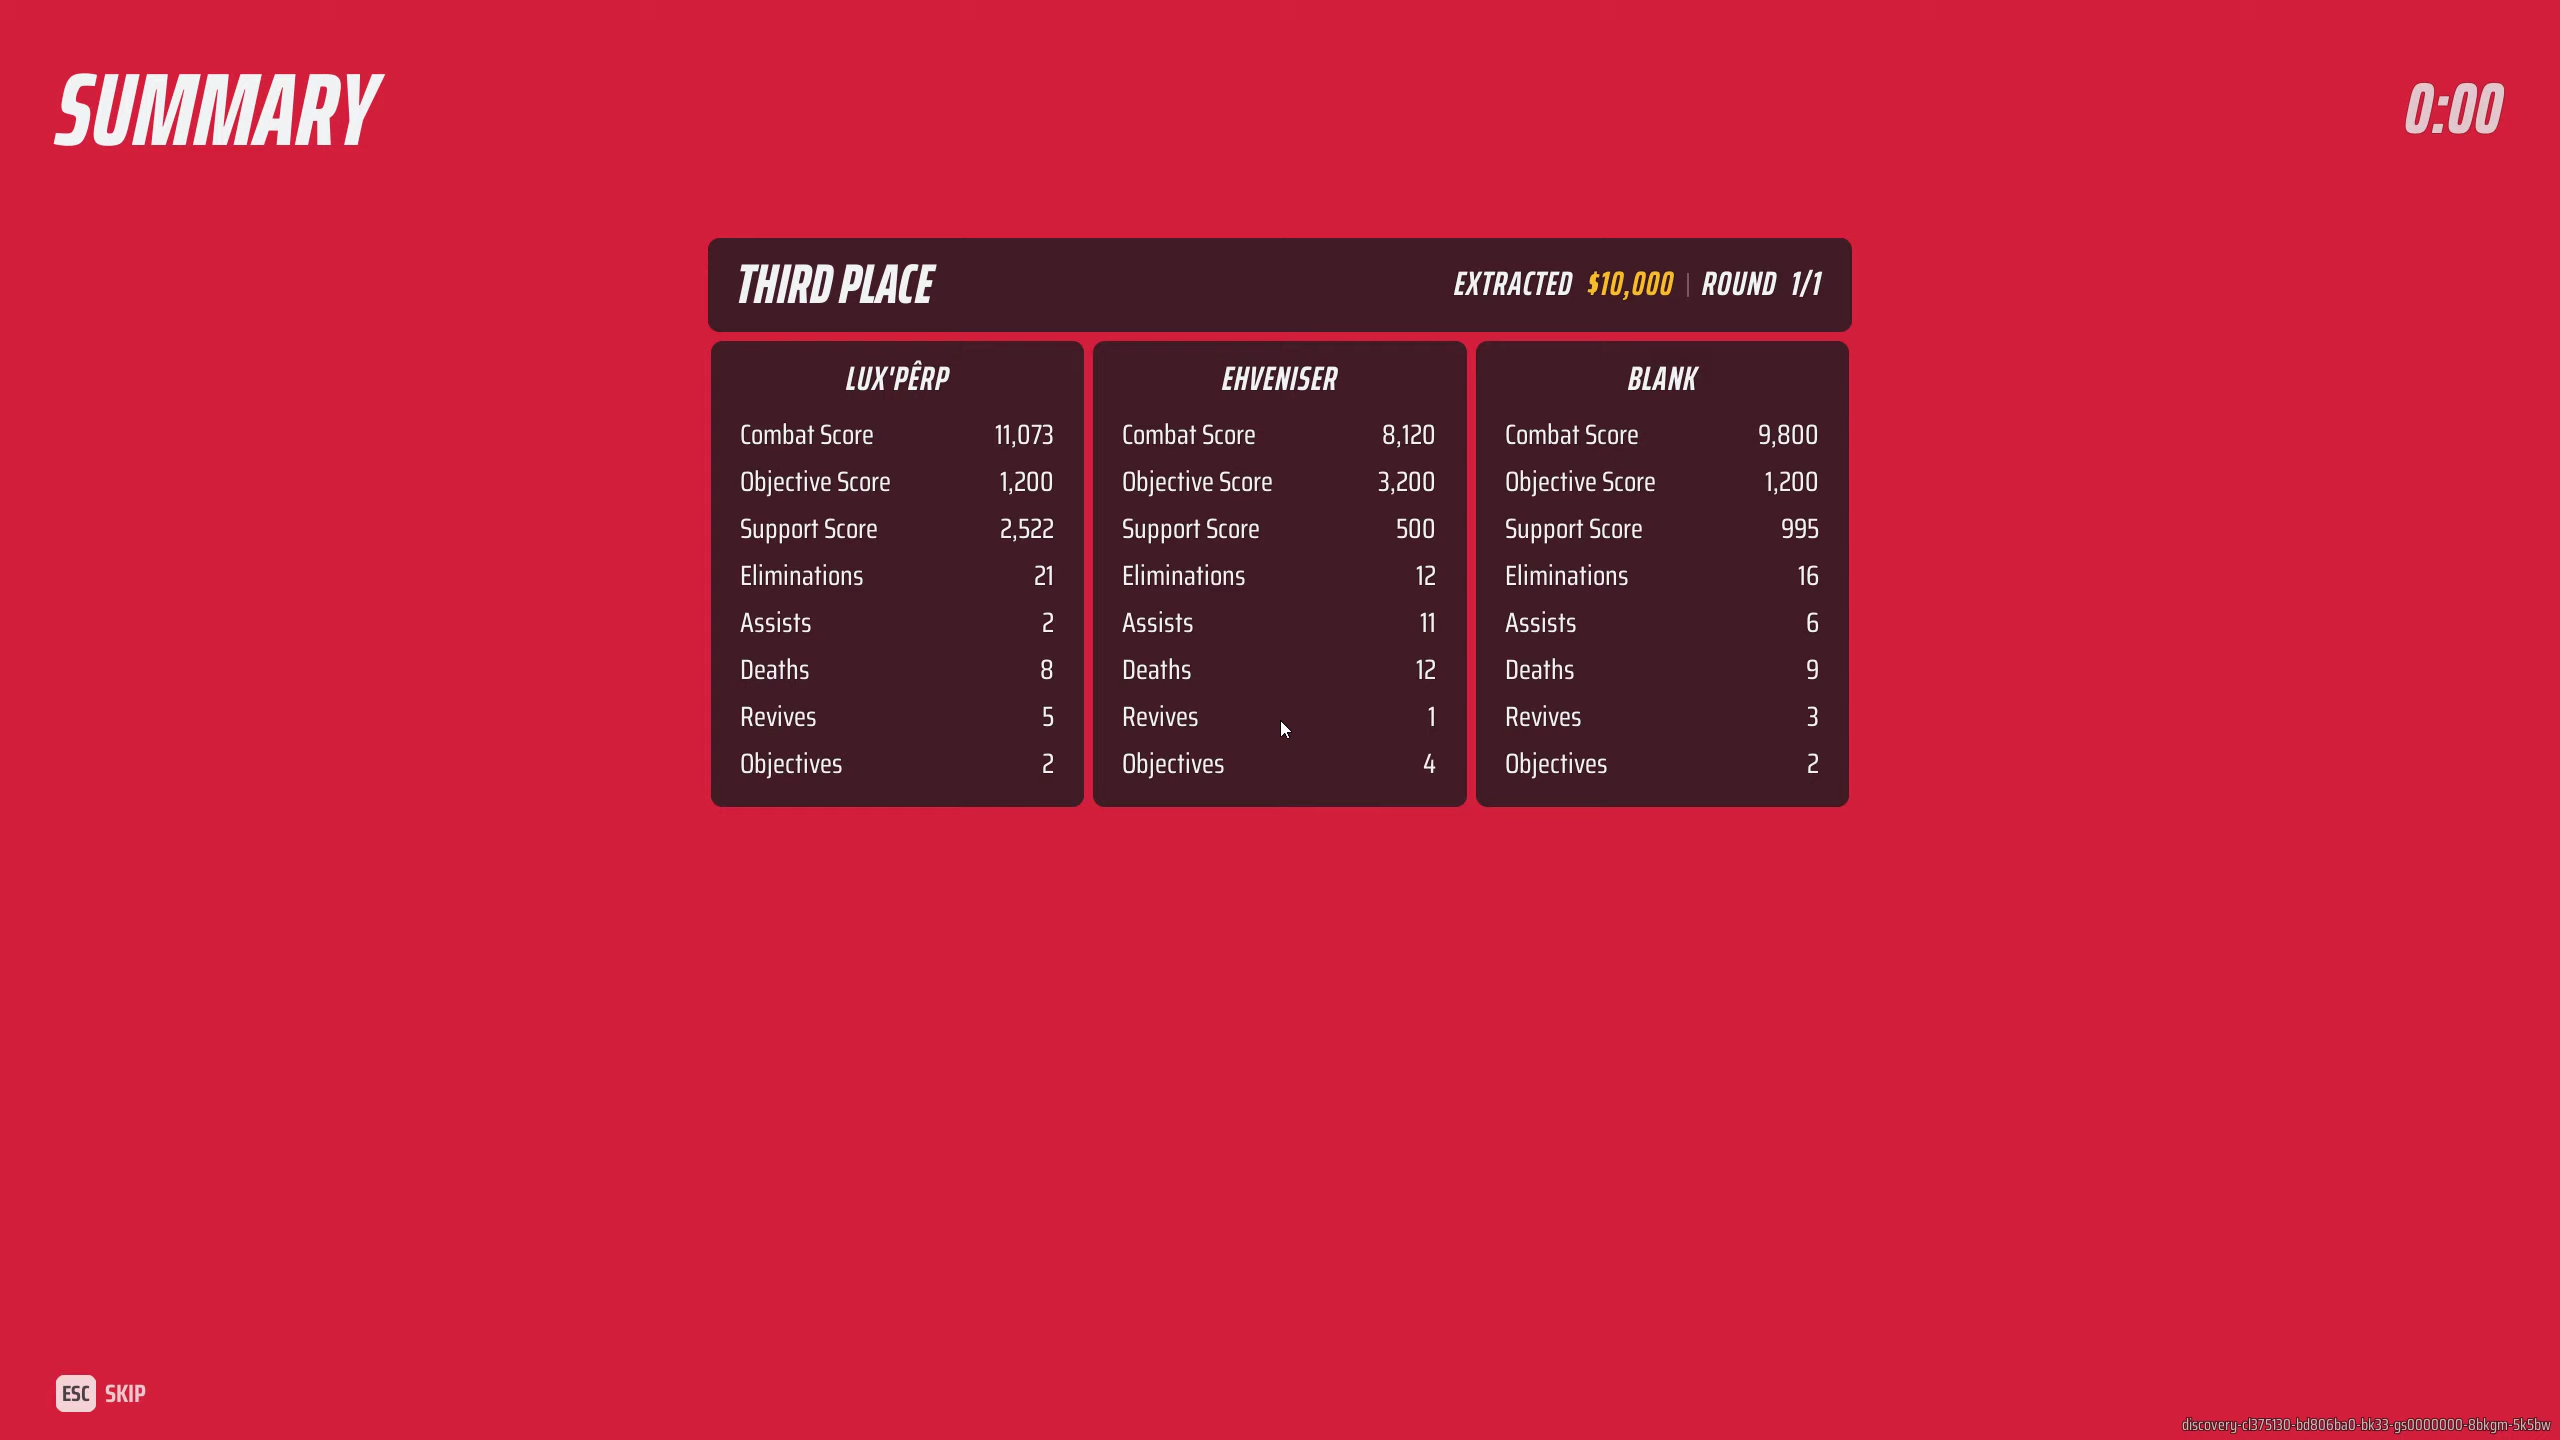 SUMMARY
0:00
THIRD PLACE
EXTRACTED $10,000 | ROUND 1/1
LUX'PÊRP
Combat Score 11,073
Objective Score 1,200
Support Score 2,522
Eliminations 21
Assists 2
Deaths 8
Revives 5
Objectives 2
EHVENISER
Combat Score 8,120
Objective Score 3,200
Support Score 500
Eliminations 12
Assists 11
Deaths 12
Revives 1
Objectives 4
BLANK
Combat Score 9,800
Objective Score 1,200
Support Score 995
Eliminations 16
Assists 6
Deaths 9
Revives 3
Objectives 2
ESC SKIP
discovery-cl375130-bd806ba0-bk33-gs0000000-8bkgm-5k5bw